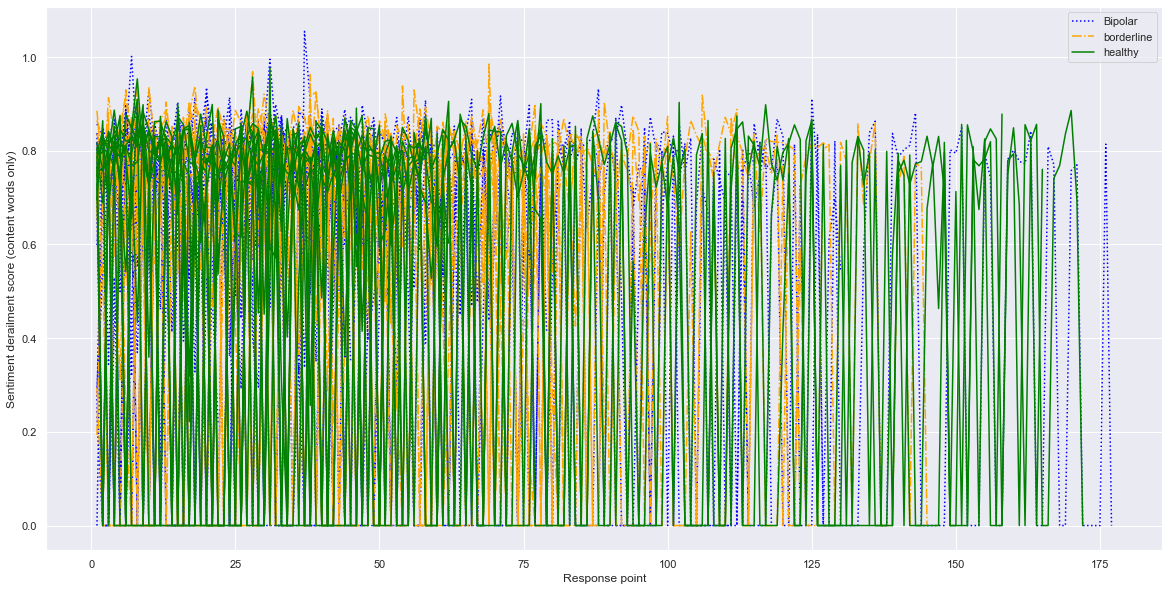 Bipolar
borderline
healthy
Sentiment derailment score (content words only)
1.0
0.8
0.6
0.4
0.2
0.0
0 25 50 75 100 125 150 175
Response point